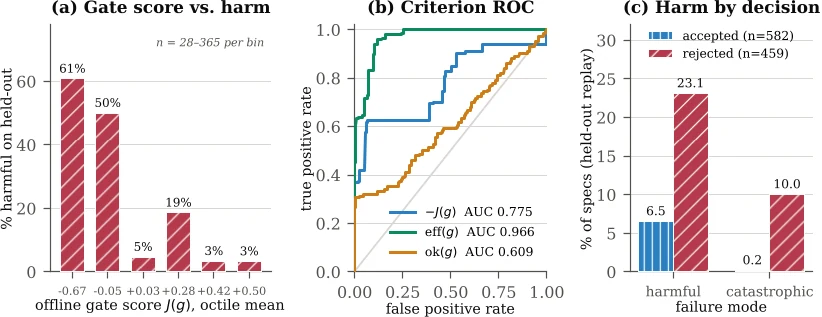 (a) Gate score vs. harm
n = 28–365 per bin
% harmful on held-out
60
40
20
0
61%
50%
5%
19%
3%
3%
-0.67 -0.05 +0.03 +0.28 +0.42 +0.50
offline gate score J(g), octile mean
(b) Criterion ROC
true positive rate
1.0
0.8
0.6
0.4
0.2
0.0
−J(g) AUC 0.775
eff(g) AUC 0.966
ok(g) AUC 0.609
0.00 0.25 0.50 0.75 1.00
false positive rate
(c) Harm by decision
accepted (n=582)
rejected (n=459)
% of specs (held-out replay)
30
25
20
15
10
5
0
6.5
23.1
0.2
10.0
harmful catastrophic
failure mode